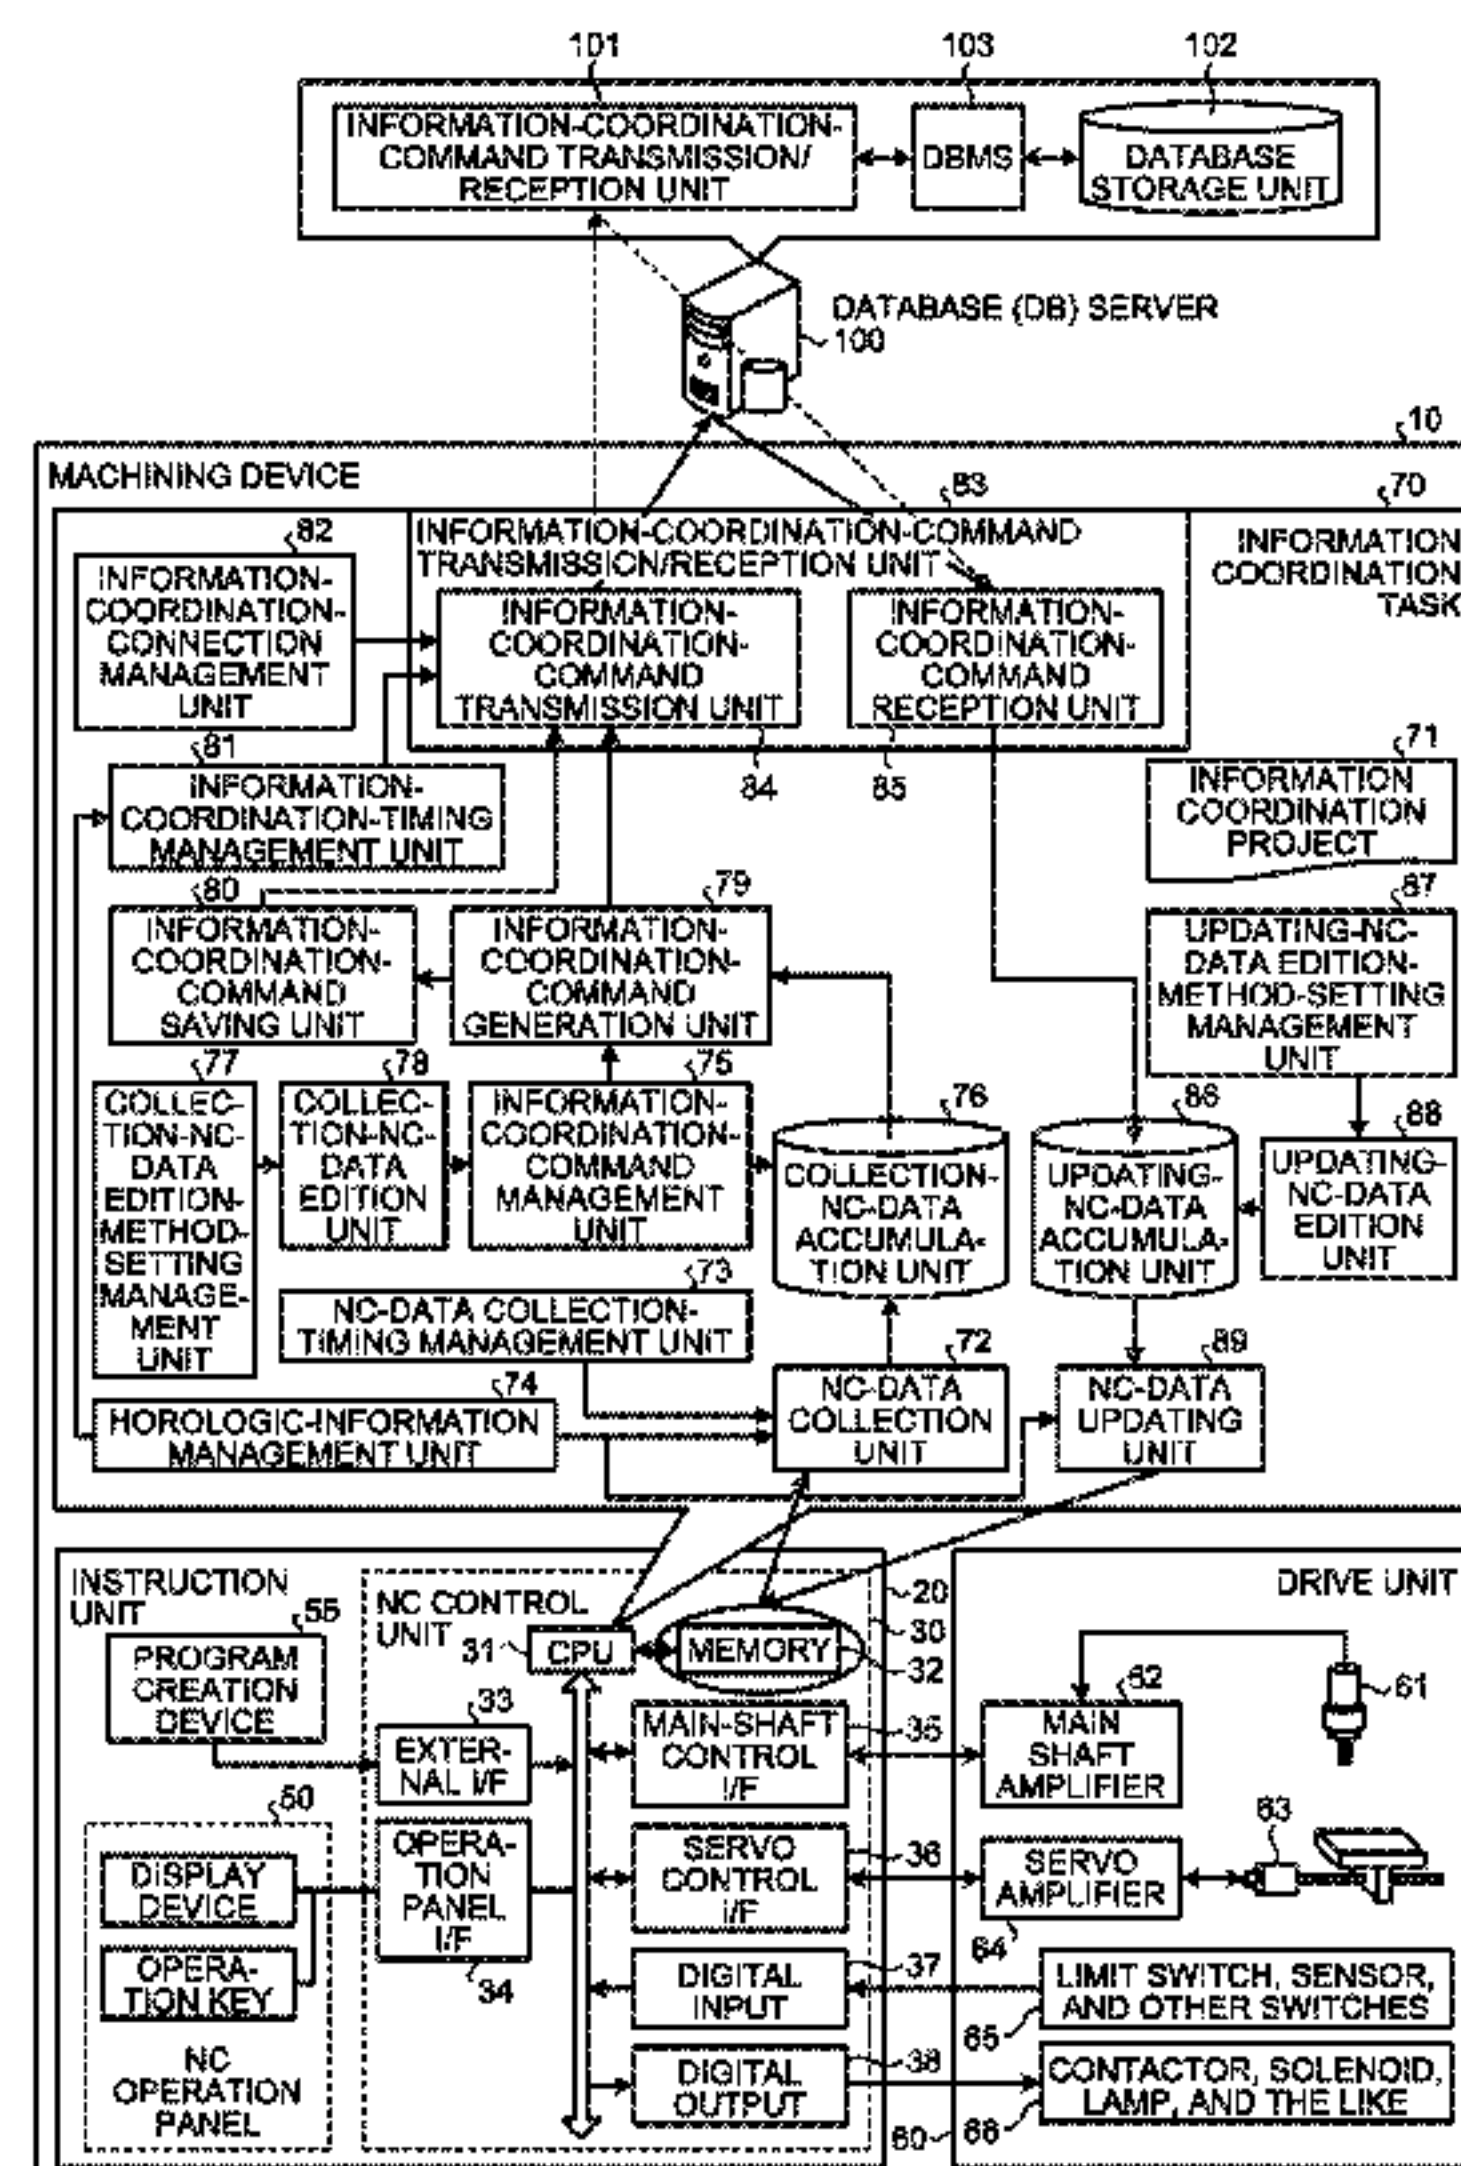 101
103
102
INFORMATION-COORDINATION-
COMMAND TRANSMISSION/
RECEPTION UNIT
DBMS
DATABASE
STORAGE UNIT
DATABASE (DB) SERVER
100
10
MACHINING DEVICE
83
70
82
INFORMATION-COORDINATION-COMMAND
TRANSMISSION/RECEPTION UNIT
INFORMATION
COORDINATION
TASK
INFORMATION-
COORDINATION-
CONNECTION
MANAGEMENT
UNIT
INFORMATION-
COORDINATION-
COMMAND
TRANSMISSION UNIT
INFORMATION-
COORDINATION-
COMMAND
RECEPTION UNIT
81
84
85
71
INFORMATION-
COORDINATION-TIMING
MANAGEMENT UNIT
INFORMATION
COORDINATION
PROJECT
80
79
87
INFORMATION-
COORDINATION-
COMMAND
SAVING UNIT
INFORMATION-
COORDINATION-
COMMAND
GENERATION UNIT
UPDATING-NC-
DATA EDITION-
METHOD-SETTING
MANAGEMENT
UNIT
77
78
75
76
86
88
COLLEC-
TION-NC-
DATA
EDITION-
METHOD-
SETTING
MANAGE-
MENT
UNIT
COLLEC-
TION-NC-
DATA
EDITION
UNIT
INFORMATION-
COORDINATION-
COMMAND
MANAGEMENT
UNIT
COLLECTION-
NC-DATA
ACCUMULA-
TION UNIT
UPDATING-
NC-DATA
ACCUMULA-
TION UNIT
UPDATING-
NC-DATA
EDITION
UNIT
73
NC-DATA COLLECTION-
TIMING MANAGEMENT UNIT
72
89
74
HOROLOGIC-INFORMATION
MANAGEMENT UNIT
NC-DATA
COLLECTION
UNIT
NC-DATA
UPDATING
UNIT
INSTRUCTION
UNIT
NC CONTROL
UNIT
20
DRIVE UNIT
55
30
PROGRAM
CREATION
DEVICE
31
CPU
MEMORY
32
33
62
61
EXTER-
NAL I/F
MAIN-SHAFT
CONTROL
I/F
35
MAIN
SHAFT
AMPLIFIER
50
63
DISPLAY
DEVICE
OPERA-
TION
PANEL
I/F
SERVO
CONTROL
I/F
36
SERVO
AMPLIFIER
64
OPERA-
TION KEY
34
DIGITAL
INPUT
37
LIMIT SWITCH, SENSOR,
AND OTHER SWITCHES
65
NC
OPERATION
PANEL
DIGITAL
OUTPUT
38
CONTACTOR, SOLENOID,
LAMP, AND THE LIKE
60
66